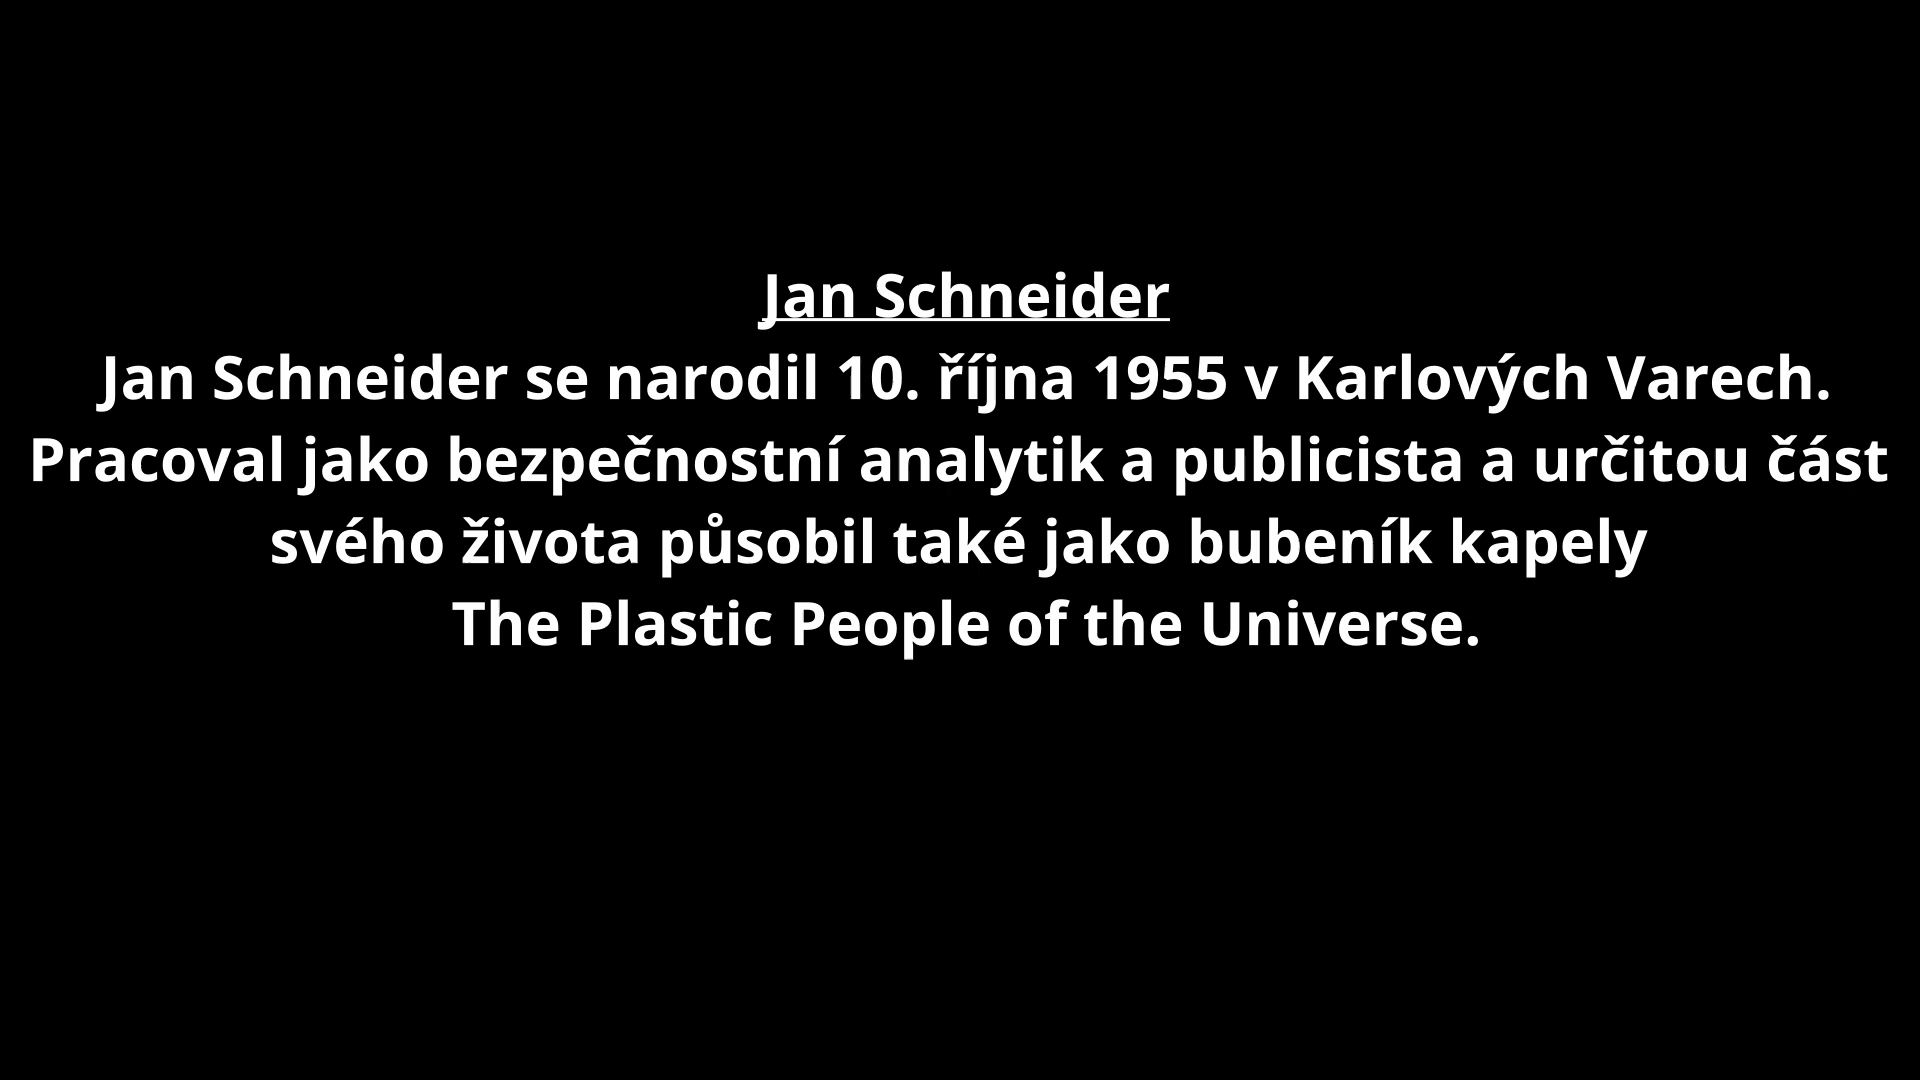 Jan Schneider
Jan Schneider se narodil 10. října 1955 v Karlových Varech.
Pracoval jako bezpečnostní analytik a publicista a určitou část
svého života působil také jako bubeník kapely
The Plastic People of the Universe.